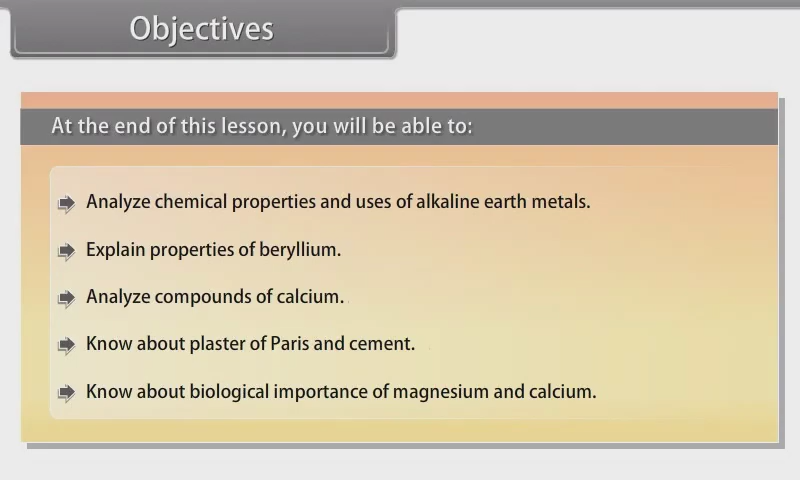 Objectives
At the end of this lesson, you will be able to:
Analyze chemical properties and uses of alkaline earth metals.
Explain properties of beryllium.
Analyze compounds of calcium.
Know about plaster of Paris and cement.
Know about biological importance of magnesium and calcium.